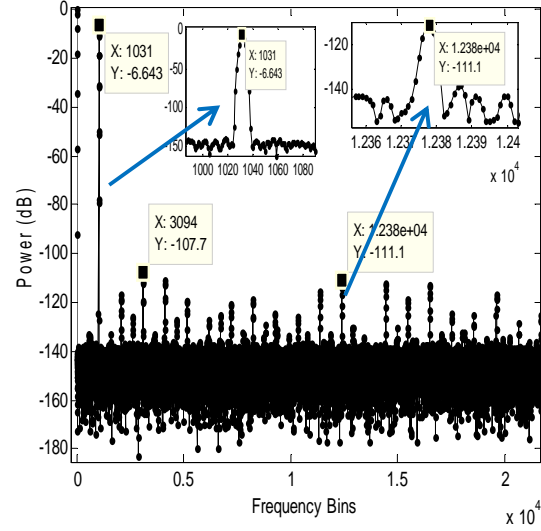 0
-20
-40
-60
-80
-100
-120
-140
-160
-180
Power (dB)
X: 1031
Y: -6.643
0
-50
-100
-150
X: 1031
Y: -6.643
1000 1020 1040 1060 1080
-120
-140
X: 1.238e+04
Y: -111.1
1.236 1.237 1.238 1.239 1.24
x 10^4
X: 3094
Y: -107.7
X: 1.238e+04
Y: -111.1
0 0.5 1 1.5 2
Frequency Bins
x 10^4